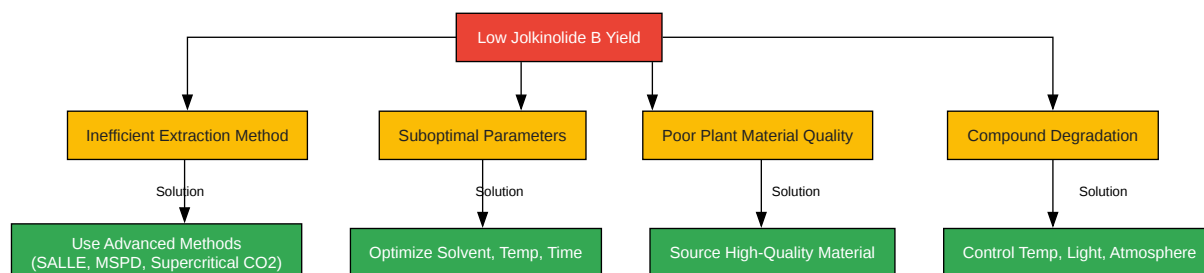 Low Jolkinolide B Yield
Inefficient Extraction Method
Suboptimal Parameters
Poor Plant Material Quality
Compound Degradation
Solution
Solution
Solution
Solution
Use Advanced Methods
(SALLE, MSPD, Supercritical CO2)
Optimize Solvent, Temp, Time
Source High-Quality Material
Control Temp, Light, Atmosphere